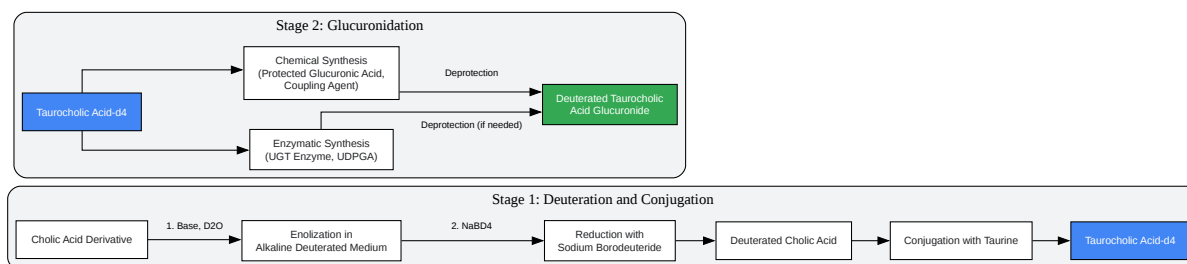 Stage 2: Glucuronidation
Chemical Synthesis
(Protected Glucuronic Acid,
Coupling Agent)
Deprotection
Taurocholic Acid-d4
Deuterated Taurocholic
Acid Glucuronide
Deprotection (if needed)
Enzymatic Synthesis
(UGT Enzyme, UDPGA)
Stage 1: Deuteration and Conjugation
Cholic Acid Derivative
1. Base, D2O
Enolization in
Alkaline Deuterated Medium
2. NaBD4
Reduction with
Sodium Borodeuteride
Deuterated Cholic Acid
Conjugation with Taurine
Taurocholic Acid-d4